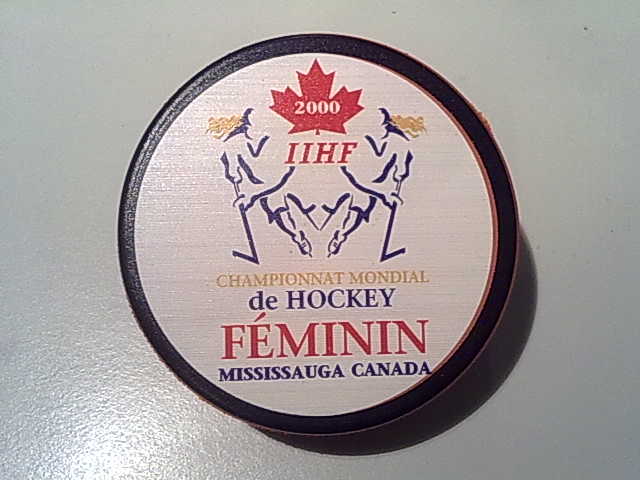 2000
IIHF
CHAMPIONNAT MONDIAL
de HOCKEY
FÉMININ
MISSISSAUGA CANADA